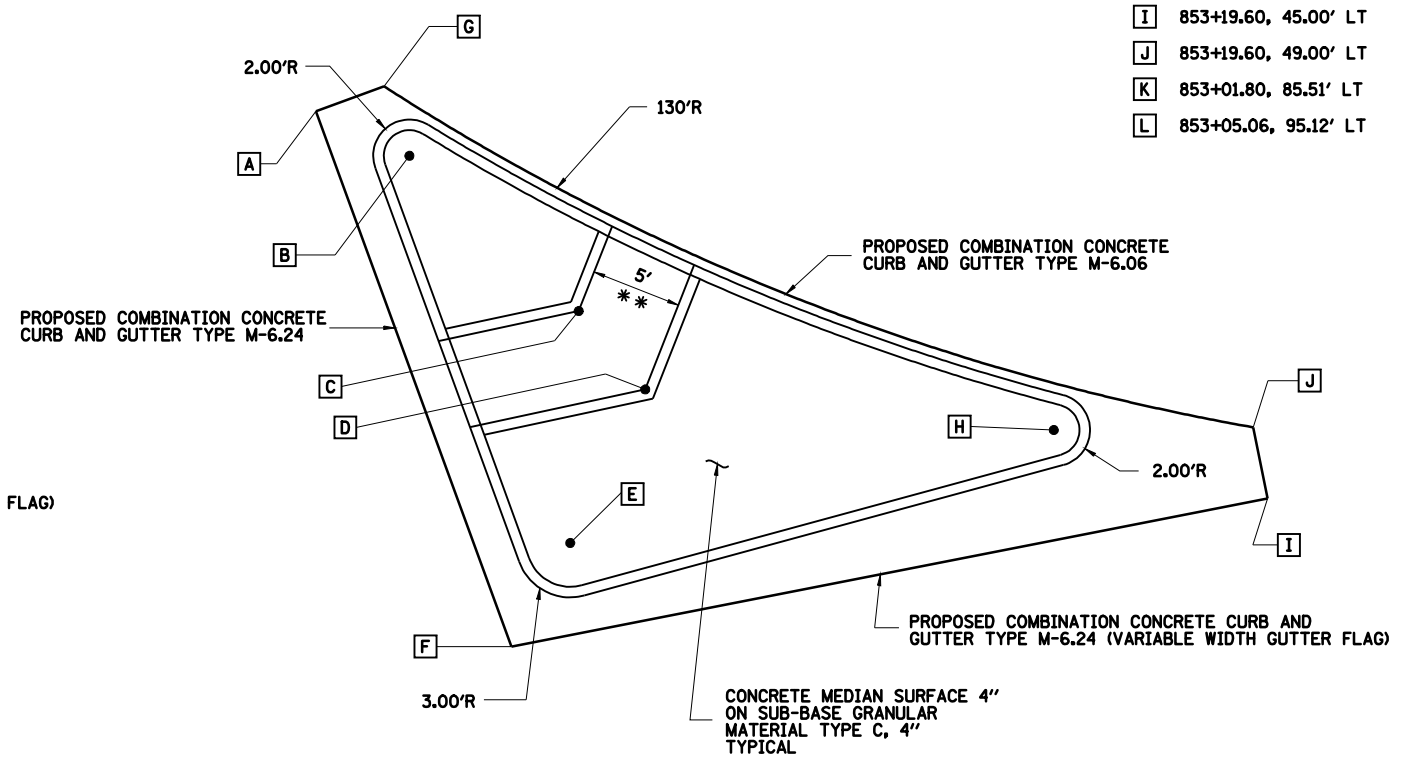 I 853+19.60, 45.00' LT
J 853+19.60, 49.00' LT
K 853+01.80, 85.51' LT
L 853+05.06, 95.12' LT
G
2.00'R
130'R
A
B
PROPOSED COMBINATION CONCRETE
CURB AND GUTTER TYPE M-6.06
5'
**
PROPOSED COMBINATION CONCRETE
CURB AND GUTTER TYPE M-6.24
C
D
J
H
2.00'R
E
FLAG)
I
F
PROPOSED COMBINATION CONCRETE CURB AND
GUTTER TYPE M-6.24 (VARIABLE WIDTH GUTTER FLAG)
3.00'R
CONCRETE MEDIAN SURFACE 4''
ON SUB-BASE GRANULAR
MATERIAL TYPE C, 4''
TYPICAL